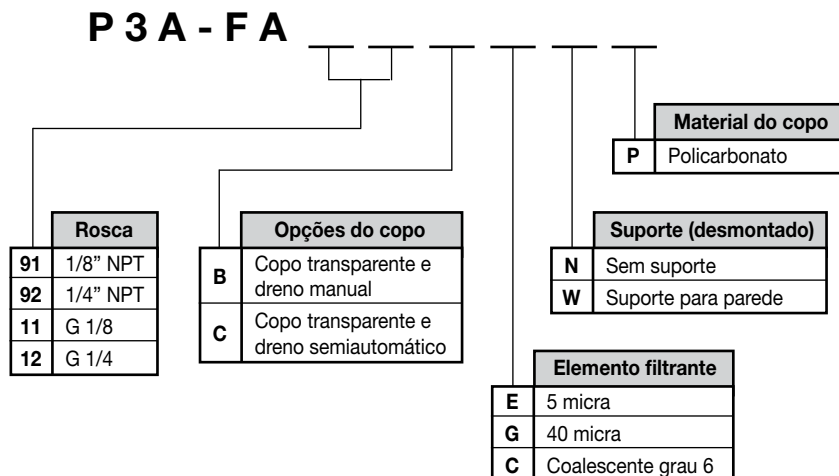 P 3 A - F A
Material do copo
P Policarbonato
Rosca
91 1/8” NPT
92 1/4” NPT
11 G 1/8
12 G 1/4
Opções do copo
B Copo transparente e
dreno manual
C Copo transparente e
dreno semiautomático
Suporte (desmontado)
N Sem suporte
W Suporte para parede
Elemento filtrante
E 5 micra
G 40 micra
C Coalescente grau 6